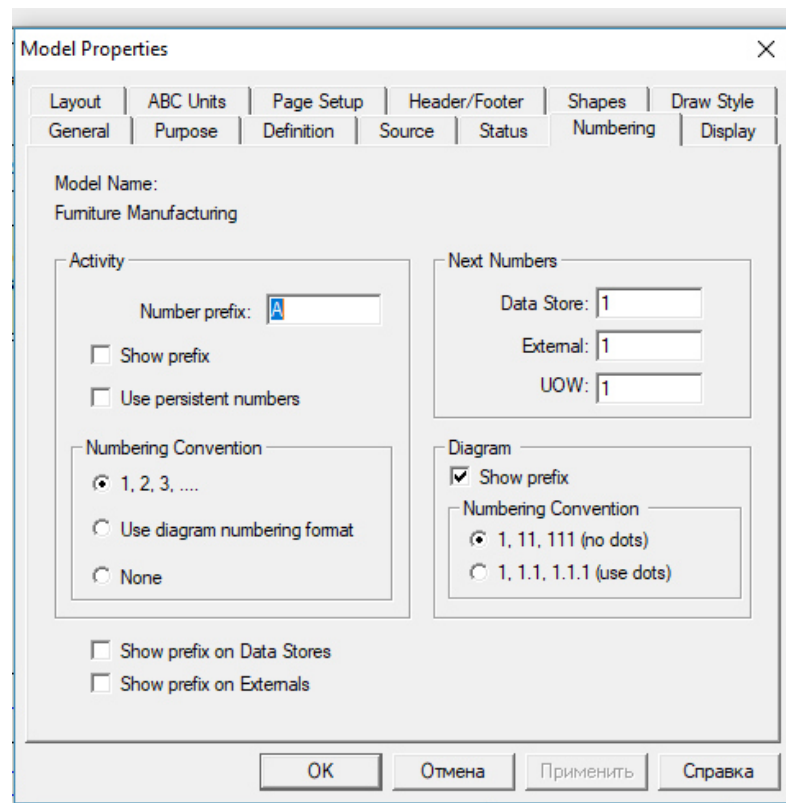 Model Properties
Layout ABC Units Page Setup Header/Footer Shapes Draw Style
General Purpose Definition Source Status Numbering Display
Model Name:
Furniture Manufacturing
Activity
Number prefix: A
Show prefix
Use persistent numbers
Numbering Convention
1, 2, 3, ....
Use diagram numbering format
None
Next Numbers
Data Store: 1
External: 1
UOW: 1
Diagram
Show prefix
Numbering Convention
1, 11, 111 (no dots)
1, 1.1, 1.1.1 (use dots)
Show prefix on Data Stores
Show prefix on Externals
OK Отмена Применить Справка